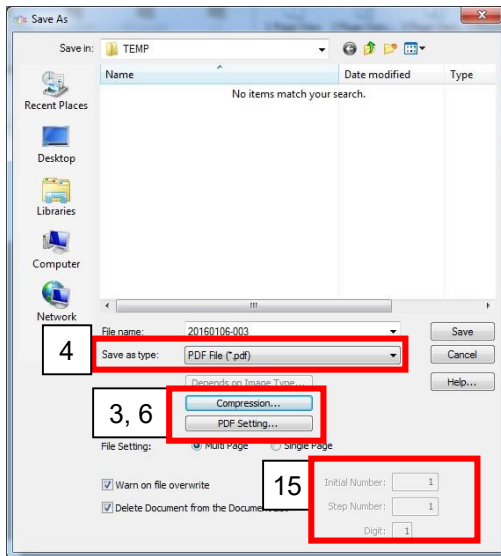 Save As
Save in:
TEMP
Name
Date modified
Type
No items match your search.
Recent Places
Desktop
Libraries
Computer
Network
File name:
20160106-003
Save
4
Save as type:
PDF File (*.pdf)
Cancel
Depends on Image Type...
Help...
3, 6
Compression...
PDF Setting...
File Setting:
Multi Page
Single Page
15
Warn on file overwrite
Initial Number:
1
Delete Document from the Document List
Step Number:
1
Digit:
1